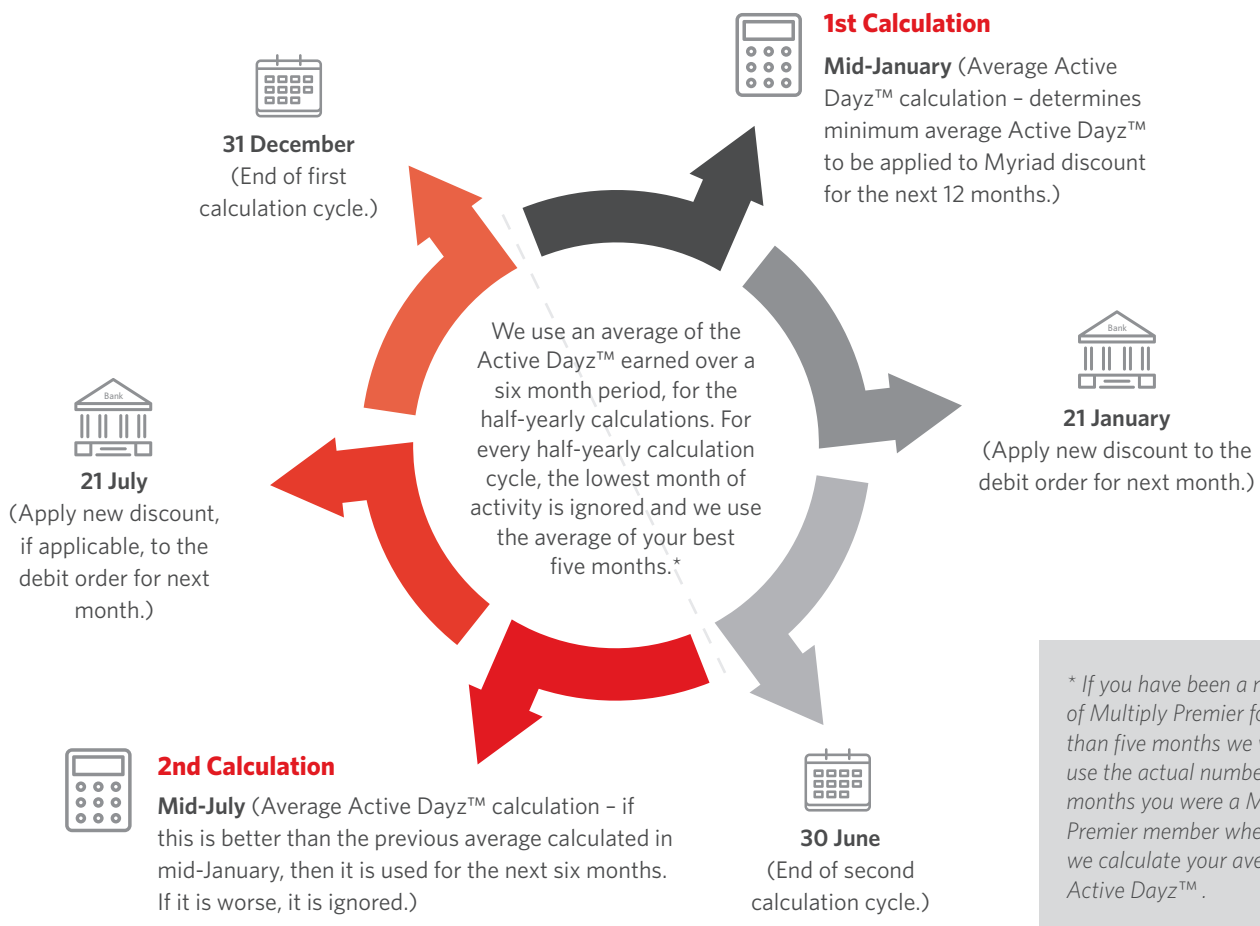 1st Calculation
Mid-January (Average Active
Dayz™ calculation – determines
minimum average Active Dayz™
to be applied to Myriad discount
for the next 12 months.)
Bank
21 January
(Apply new discount to the
debit order for next month.)
30 June
(End of second
calculation cycle.)
2nd Calculation
Mid-July (Average Active Dayz™ calculation – if
this is better than the previous average calculated in
mid-January, then it is used for the next six months.
If it is worse, it is ignored.)
Bank
21 July
(Apply new discount,
if applicable, to the
debit order for next
month.)
31 December
(End of first
calculation cycle.)
We use an average of the
Active Dayz™ earned over a
six month period, for the
half-yearly calculations. For
every half-yearly calculation
cycle, the lowest month of
activity is ignored and we use
the average of your best
five months.*
* If you have been a
of Multiply Premier
than five months we
use the actual
months you were a
Premier member
we calculate your
Active Dayz™ .